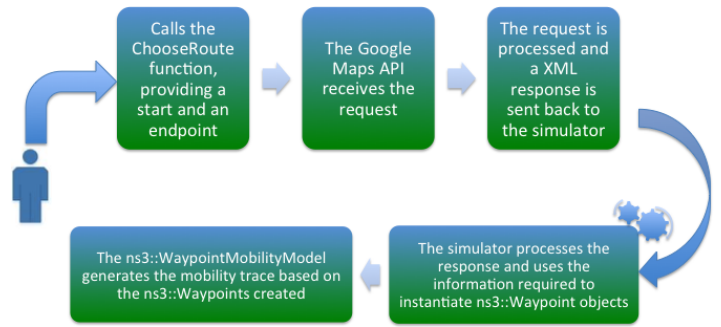 Calls the
ChooseRoute
function,
providing a
start and an
endpoint
The Google
Maps API
receives the
request
The request is
processed and
a XML
response is
sent back to
the simulator
The simulator processes the
response and uses the
information required to
instantiate ns3::Waypoint objects
The ns3::WaypointMobilityModel
generates the mobility trace based on
the ns3::Waypoints created